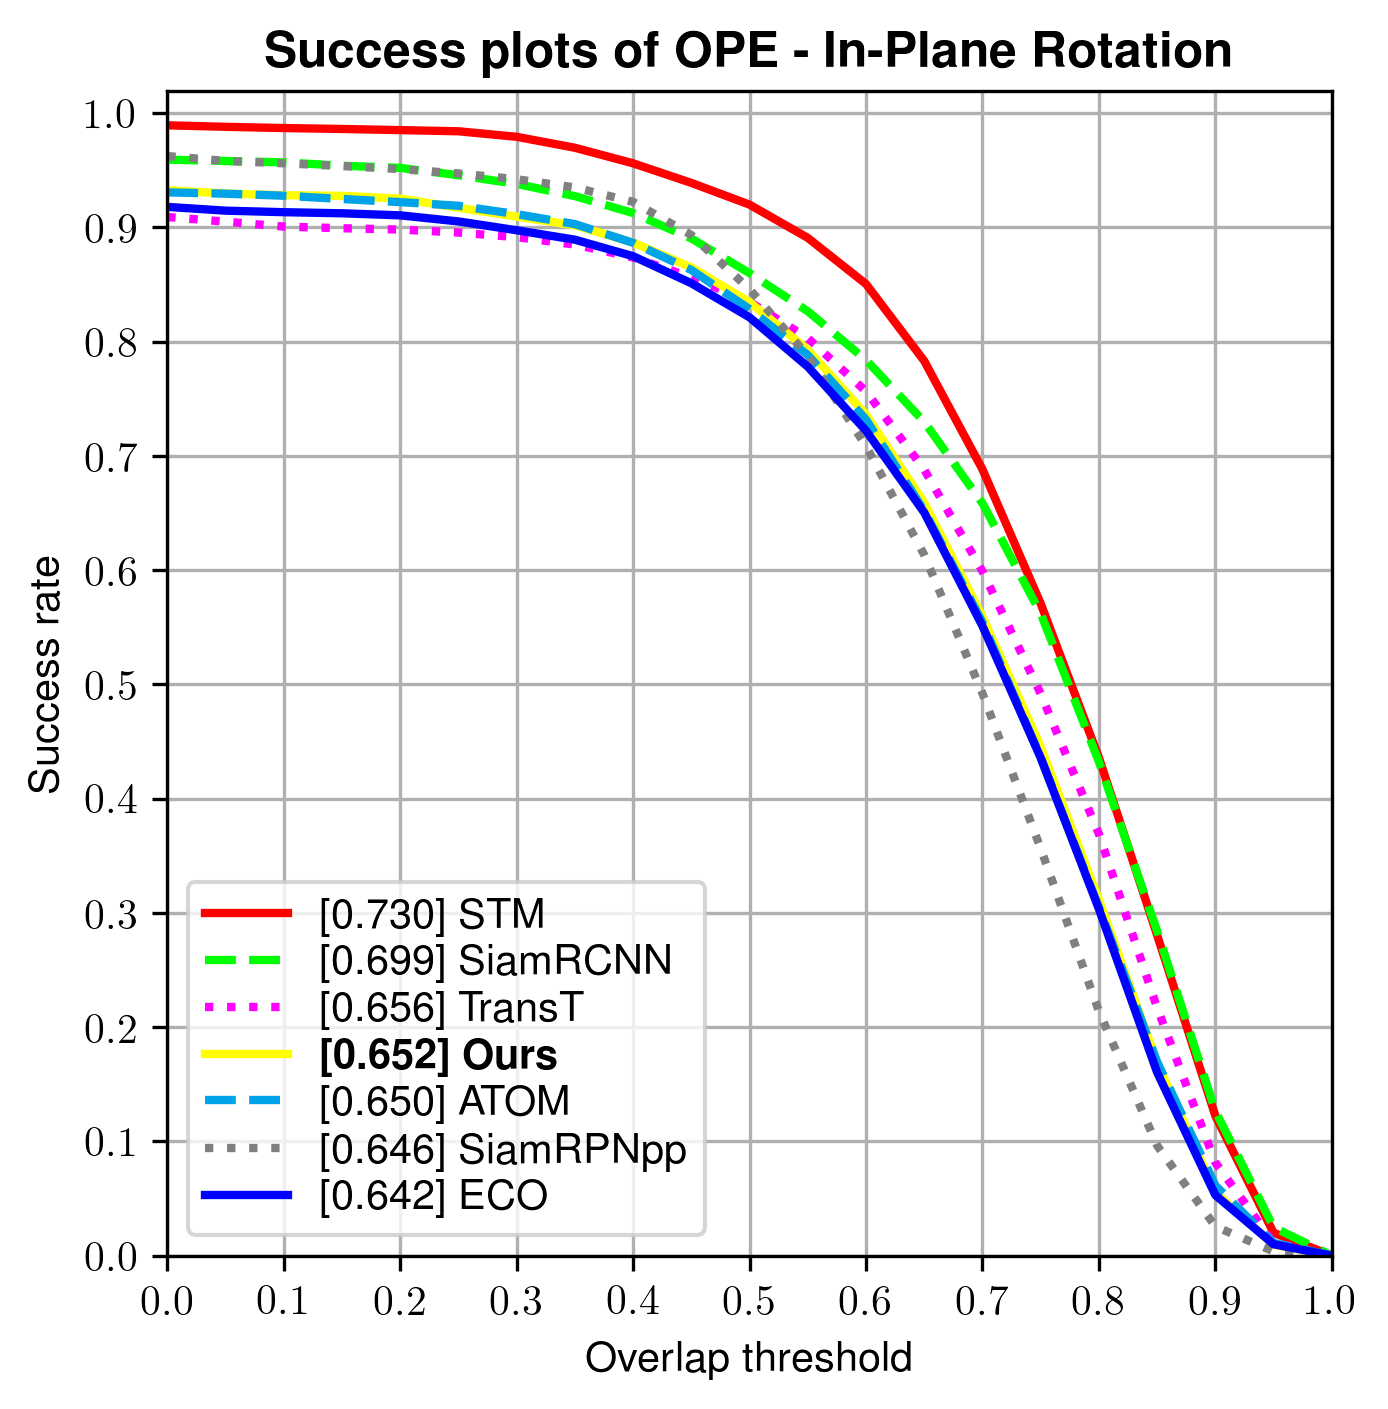 Success plots of OPE - In-Plane Rotation
1.0
0.9
0.8
0.7
0.6
0.5
0.4
0.3
0.2
0.1
0.0
Success rate
[0.730] STM
[0.699] SiamRCNN
[0.656] TransT
[0.652] Ours
[0.650] ATOM
[0.646] SiamRPNpp
[0.642] ECO
0.0 0.1 0.2 0.3 0.4 0.5 0.6 0.7 0.8 0.9 1.0
Overlap threshold